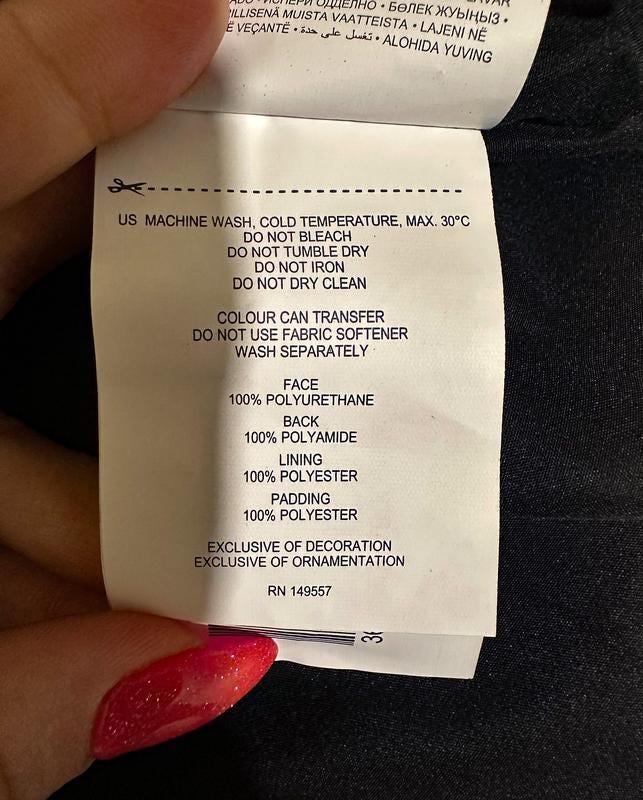 ИСПЕРИ ОДДЕЛНО • БӨЛЕК ЖУЫҢЫЗ •
MUISTA VAATTEISTA • LAJENI NË
VEÇANTË • تغسل على حدة • ALOHIDA YUVING
US MACHINE WASH, COLD TEMPERATURE, MAX. 30°C
DO NOT BLEACH
DO NOT TUMBLE DRY
DO NOT IRON
DO NOT DRY CLEAN
COLOUR CAN TRANSFER
DO NOT USE FABRIC SOFTENER
WASH SEPARATELY
FACE
100% POLYURETHANE
BACK
100% POLYAMIDE
LINING
100% POLYESTER
PADDING
100% POLYESTER
EXCLUSIVE OF DECORATION
EXCLUSIVE OF ORNAMENTATION
RN 149557